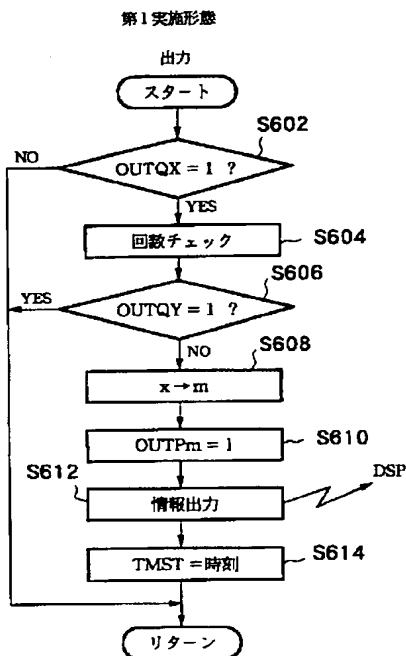 第1実施形態
出力
スタート
S602
NO
OUTQX = 1 ?
YES
回数チェック
S604
S606
YES
OUTQY = 1 ?
NO
S608
x→m
OUTPm = 1
S610
S612
情報出力
DSP
TMST = 時刻
S614
リターン